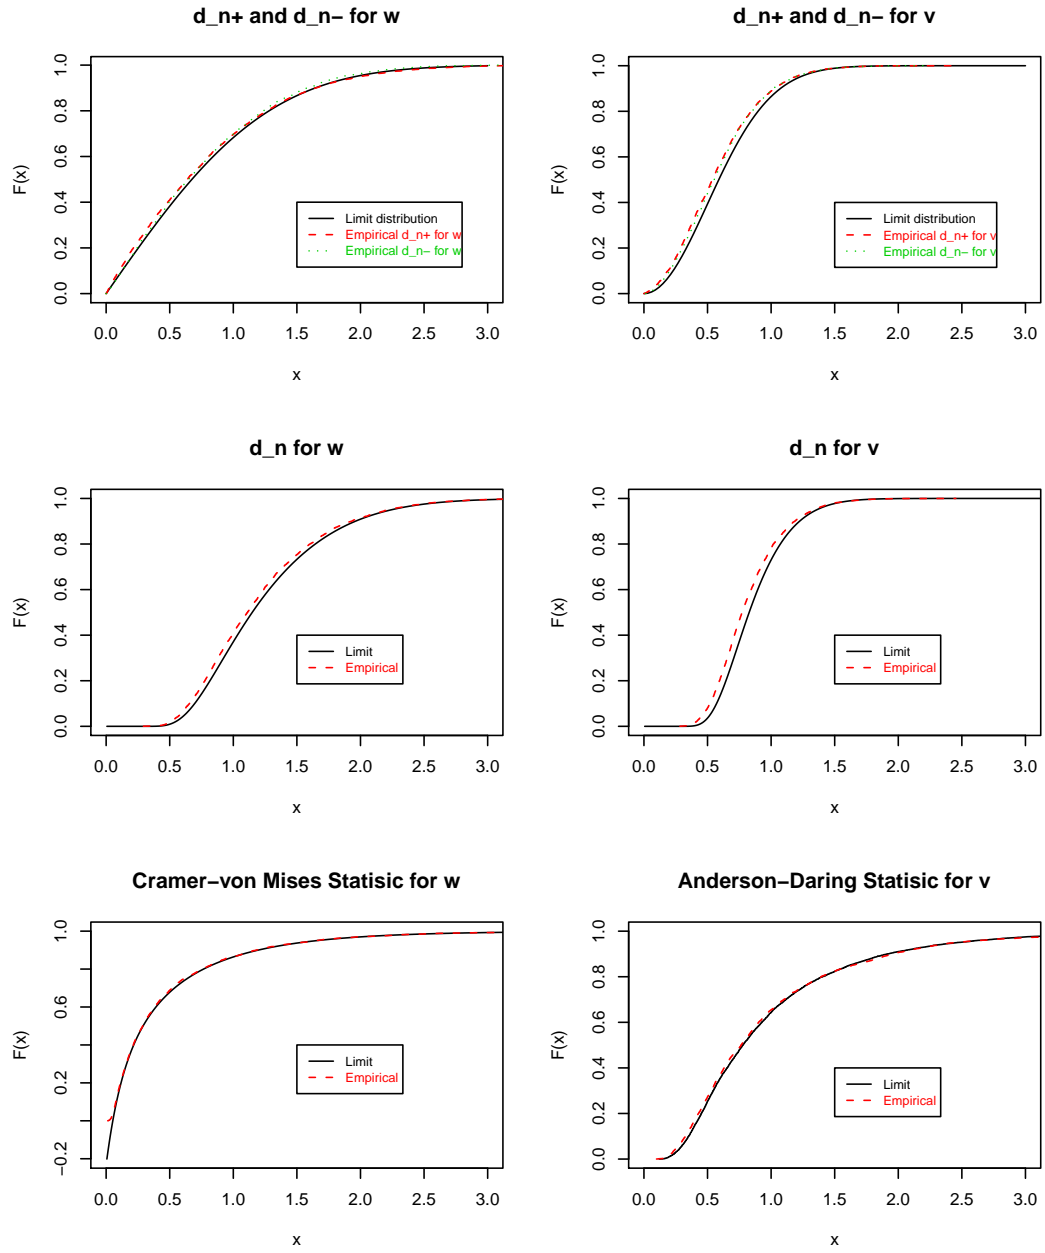 d_n+ and d_n− for w
F(x)
0.0 0.2 0.4 0.6 0.8 1.0
Limit distribution
Empirical d_n+ for w
Empirical d_n− for w
0.0 0.5 1.0 1.5 2.0 2.5 3.0
x
d_n+ and d_n− for v
F(x)
0.0 0.2 0.4 0.6 0.8 1.0
Limit distribution
Empirical d_n+ for v
Empirical d_n− for v
0.0 0.5 1.0 1.5 2.0 2.5 3.0
x
d_n for w
F(x)
0.0 0.2 0.4 0.6 0.8 1.0
Limit
Empirical
0.0 0.5 1.0 1.5 2.0 2.5 3.0
x
d_n for v
F(x)
0.0 0.2 0.4 0.6 0.8 1.0
Limit
Empirical
0.0 0.5 1.0 1.5 2.0 2.5 3.0
x
Cramer−von Mises Statisic for w
F(x)
−0.2 0.2 0.6 1.0
Limit
Empirical
0.0 0.5 1.0 1.5 2.0 2.5 3.0
x
Anderson−Daring Statisic for v
F(x)
0.0 0.2 0.4 0.6 0.8 1.0
Limit
Empirical
0.0 0.5 1.0 1.5 2.0 2.5 3.0
x